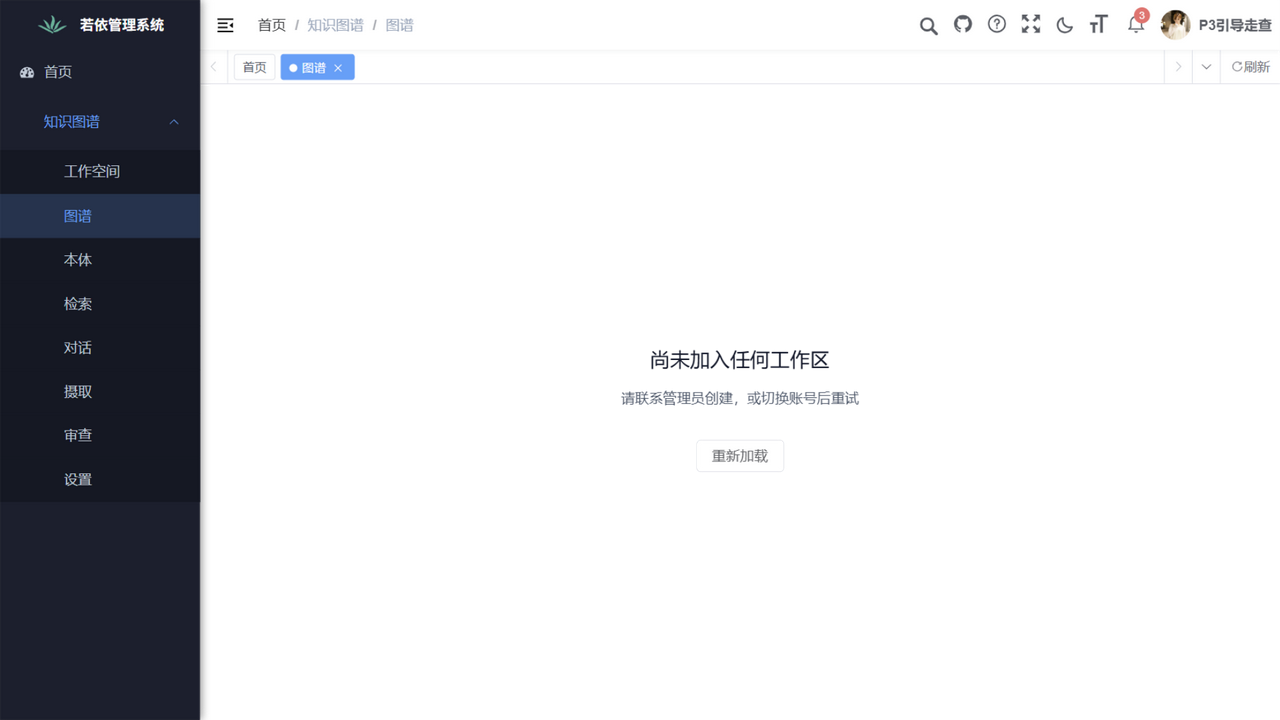 若依管理系统
首页
知识图谱
工作空间
图谱
本体
检索
对话
摄取
审查
设置
首页 / 知识图谱 / 图谱
3
P3引导走查
首页
图谱
刷新
尚未加入任何工作区
请联系管理员创建，或切换账号后重试
重新加载